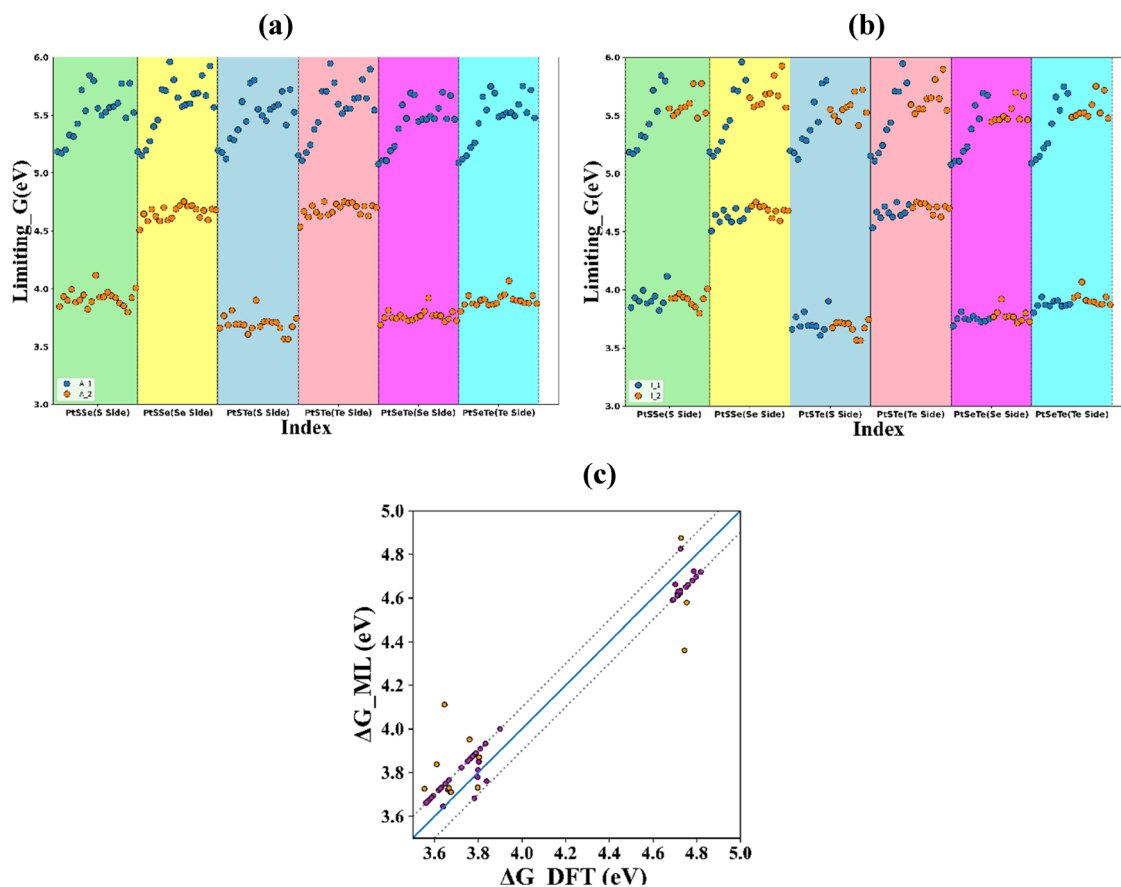 (a)
(b)
6.0
5.5
5.0
4.5
4.0
3.5
3.0
Limiting_G(eV)
A_1
A_2
PtSSe(S Side) PtSSe(Se Side) PtSTe(S Side) PtSTe(Te Side) PtSeTe(Se Side) PtSeTe(Te Side)
Index
6.0
5.5
5.0
4.5
4.0
3.5
3.0
Limiting_G(eV)
I_1
I_2
PtSSe(S Side) PtSSe(Se Side) PtSTe(S Side) PtSTe(Te Side) PtSeTe(Se Side) PtSeTe(Te Side)
Index
(c)
5.0
4.8
4.6
4.4
4.2
4.0
3.8
3.6
ΔG_ML (eV)
3.6 3.8 4.0 4.2 4.4 4.6 4.8 5.0
ΔG_DFT (eV)